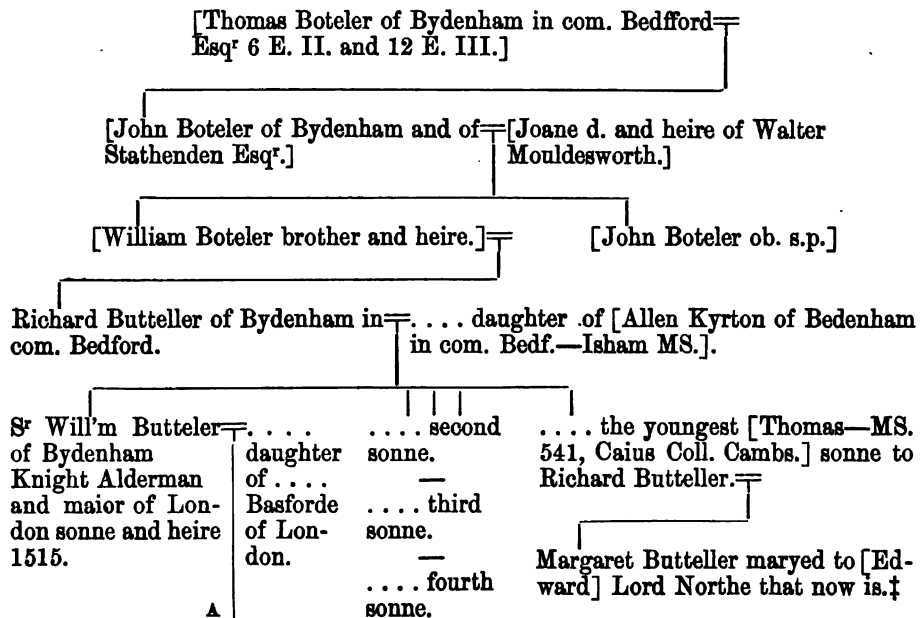 [Thomas Boteler of Bydenham in com. Bedfford
Esqr 6 E. II. and 12 E. III.]
[John Boteler of Bydenham and of
Stathenden Esqr.]
[Joane d. and heire of Walter
Mouldesworth.]
[William Boteler brother and heire.]
[John Boteler ob. s.p.]
Richard Butteller of Bydenham in
com. Bedford.
. . . . daughter .of [Allen Kyrton of Bedenham
in com. Bedf.—Isham MS.].
Sr Will'm Butteler
of Bydenham
Knight Alderman
and maior of Lon-
don sonne and heire
1515.
A
. . . .
daughter
of . . . .
Basforde
of Lon-
don.
. . . . second
sonne.
—
. . . . third
sonne.
—
. . . . fourth
sonne.
. . . . the youngest [Thomas—MS.
541, Caius Coll. Cambs.] sonne to
Richard Butteller.
Margaret Butteller maryed to [Ed-
ward] Lord Northe that now is.‡